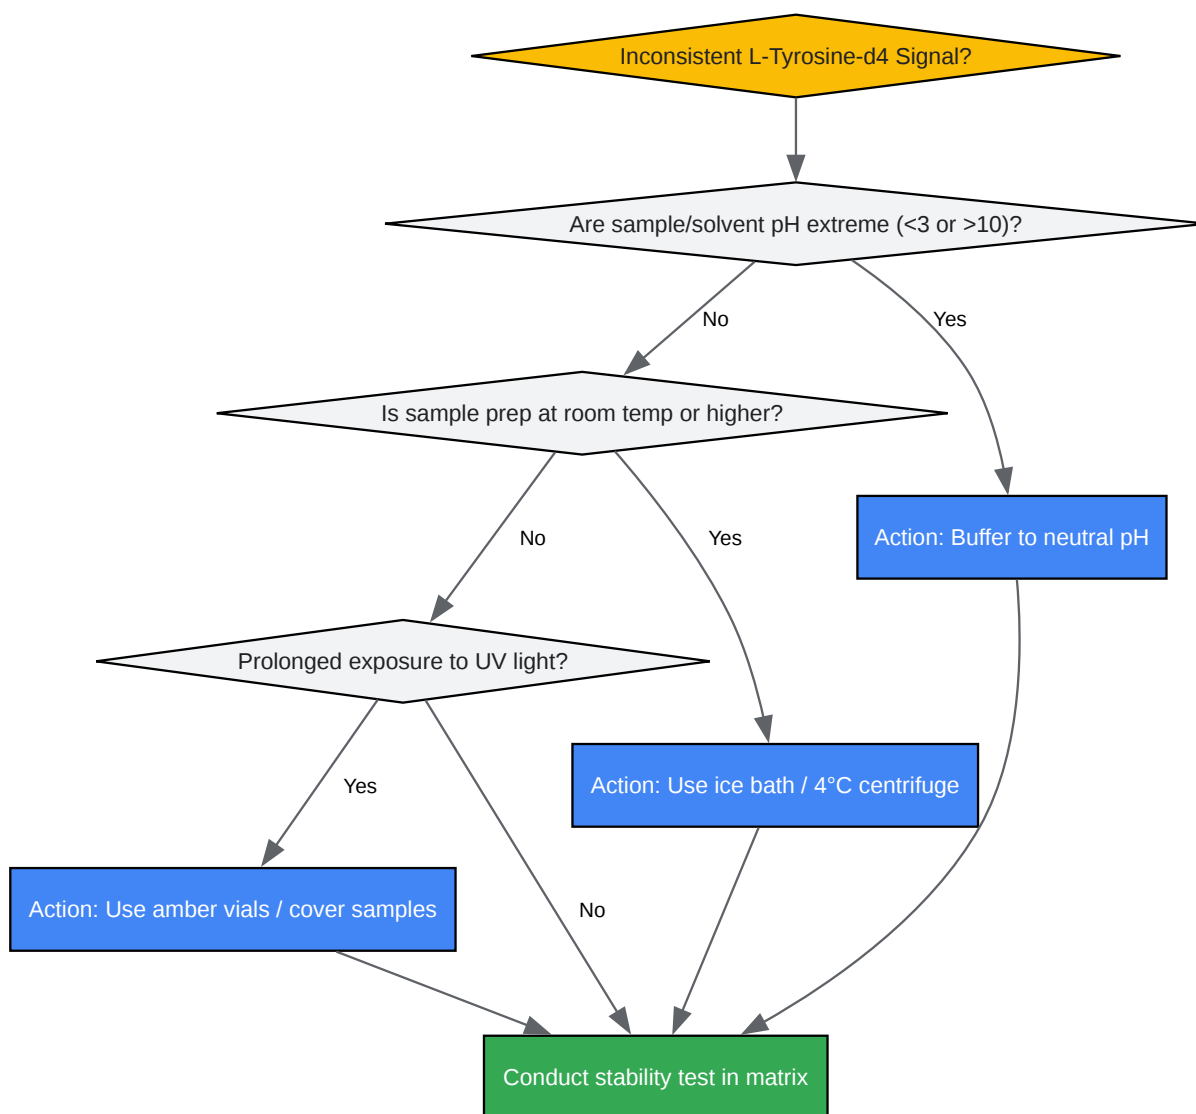 Inconsistent L-Tyrosine-d4 Signal?
Are sample/solvent pH extreme (<3 or >10)?
No
Yes
Is sample prep at room temp or higher?
No
Yes
Action: Buffer to neutral pH
Prolonged exposure to UV light?
Yes
Action: Use ice bath / 4°C centrifuge
Action: Use amber vials / cover samples
No
Conduct stability test in matrix